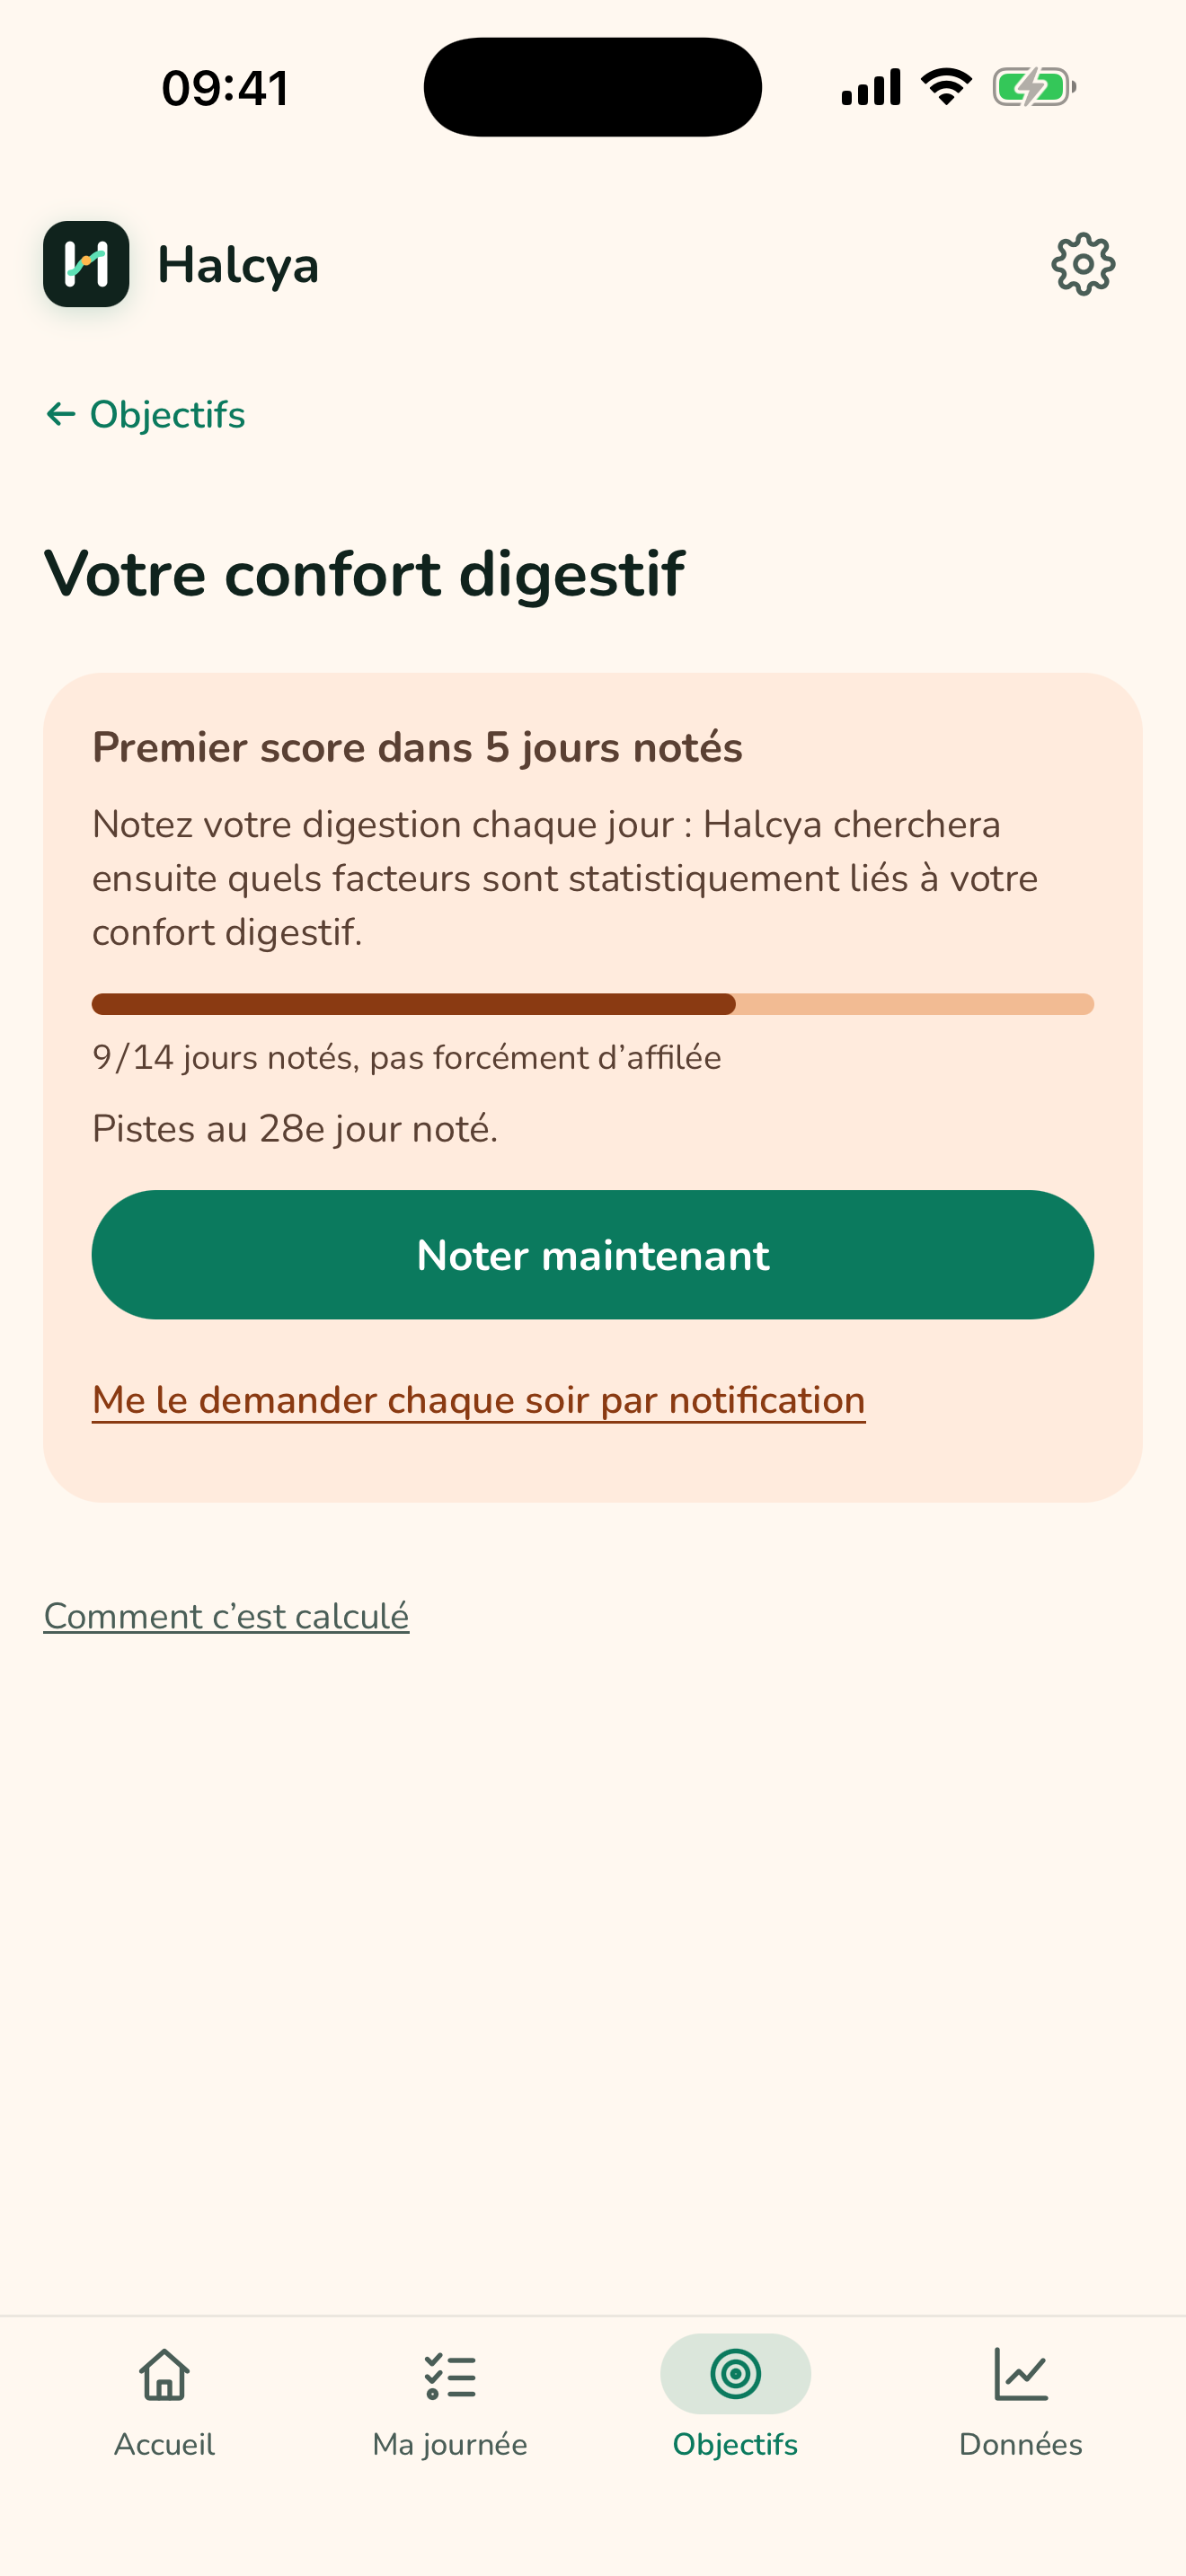 09:41
Halcya
← Objectifs
Votre confort digestif
Premier score dans 5 jours notés
Notez votre digestion chaque jour : Halcya cherchera
ensuite quels facteurs sont statistiquement liés à votre
confort digestif.
9/14 jours notés, pas forcément d’affilée
Pistes au 28e jour noté.
Noter maintenant
Me le demander chaque soir par notification
Comment c’est calculé
Accueil
Ma journée
Objectifs
Données